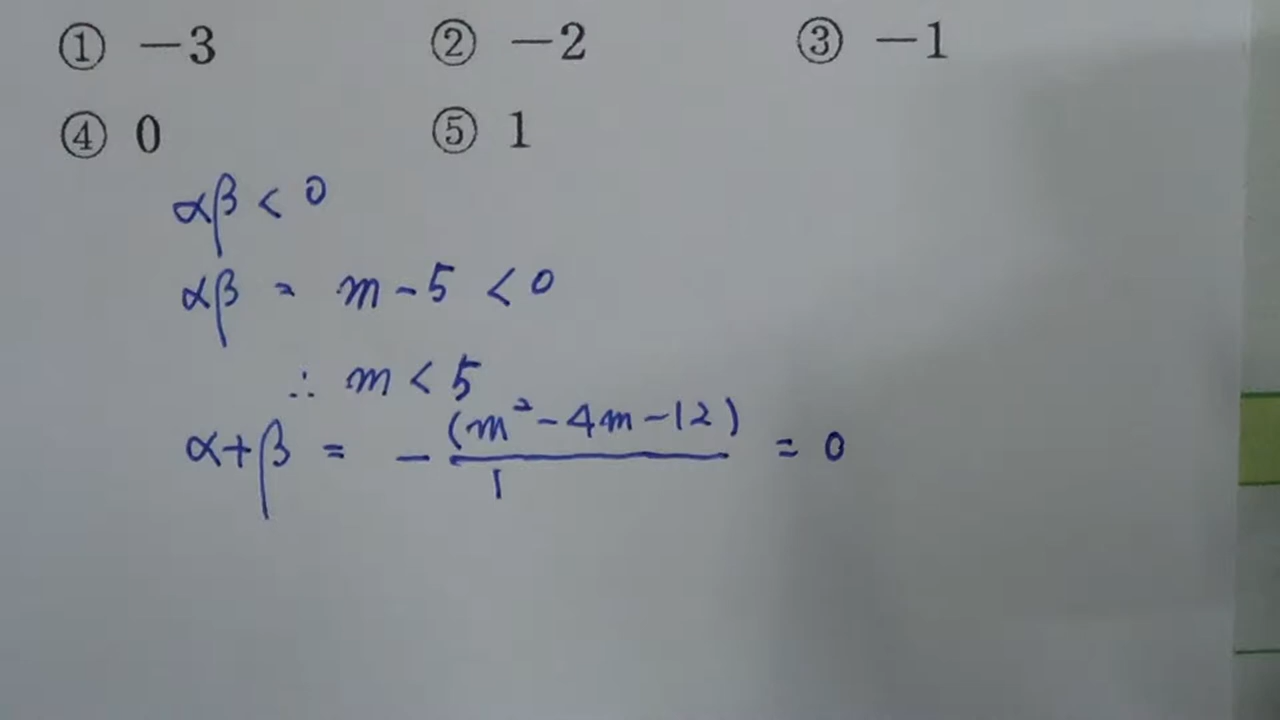 ① −3 ② −2 ③ −1
④ 0 ⑤ 1
αβ < 0
αβ = m − 5 < 0
∴ m < 5
α+β = − (m² − 4m − 12) / 1 = 0